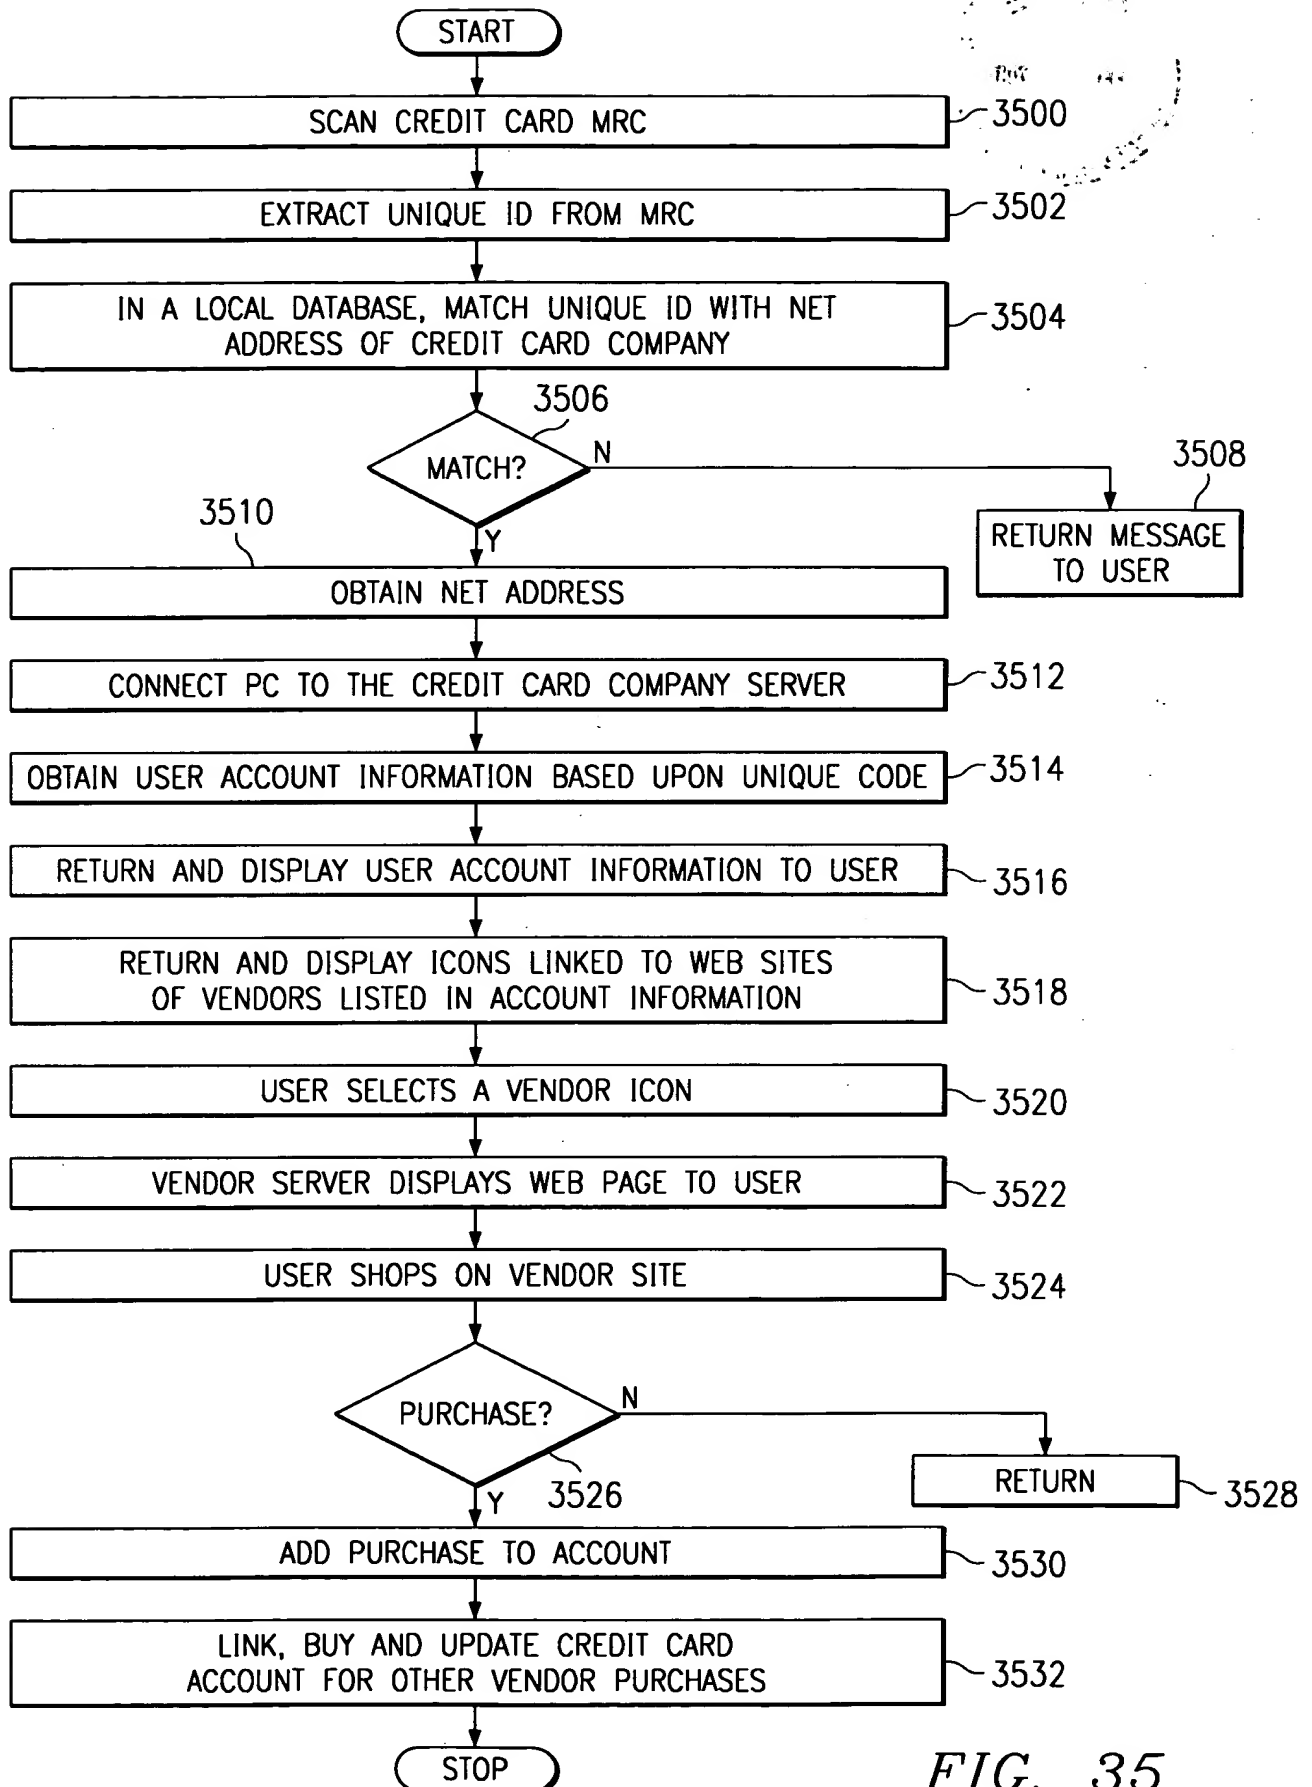 START
SCAN CREDIT CARD MRC
3500
EXTRACT UNIQUE ID FROM MRC
3502
IN A LOCAL DATABASE, MATCH UNIQUE ID WITH NET
ADDRESS OF CREDIT CARD COMPANY
3504
3506
MATCH?
N
3508
RETURN MESSAGE
TO USER
Y
3510
OBTAIN NET ADDRESS
CONNECT PC TO THE CREDIT CARD COMPANY SERVER
3512
OBTAIN USER ACCOUNT INFORMATION BASED UPON UNIQUE CODE
3514
RETURN AND DISPLAY USER ACCOUNT INFORMATION TO USER
3516
RETURN AND DISPLAY ICONS LINKED TO WEB SITES
OF VENDORS LISTED IN ACCOUNT INFORMATION
3518
USER SELECTS A VENDOR ICON
3520
VENDOR SERVER DISPLAYS WEB PAGE TO USER
3522
USER SHOPS ON VENDOR SITE
3524
PURCHASE?
N
3526
RETURN
3528
Y
ADD PURCHASE TO ACCOUNT
3530
LINK, BUY AND UPDATE CREDIT CARD
ACCOUNT FOR OTHER VENDOR PURCHASES
3532
STOP
FIG. 35